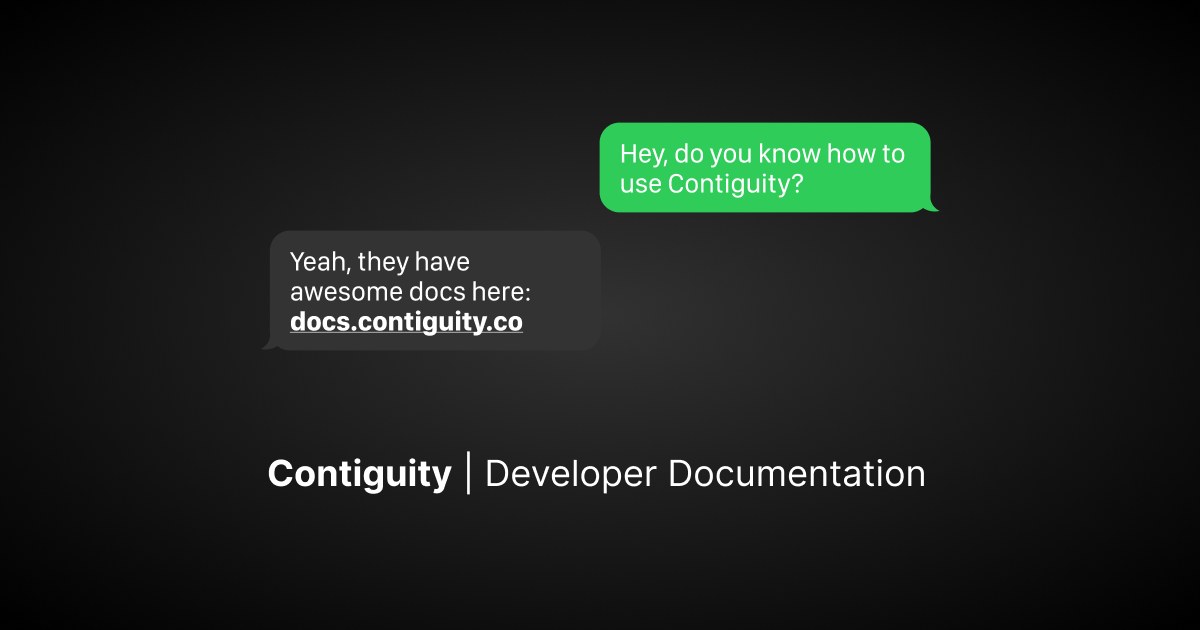 Hey, do you know how to
use Contiguity?
Yeah, they have
awesome docs here:
docs.contiguity.co
Contiguity | Developer Documentation